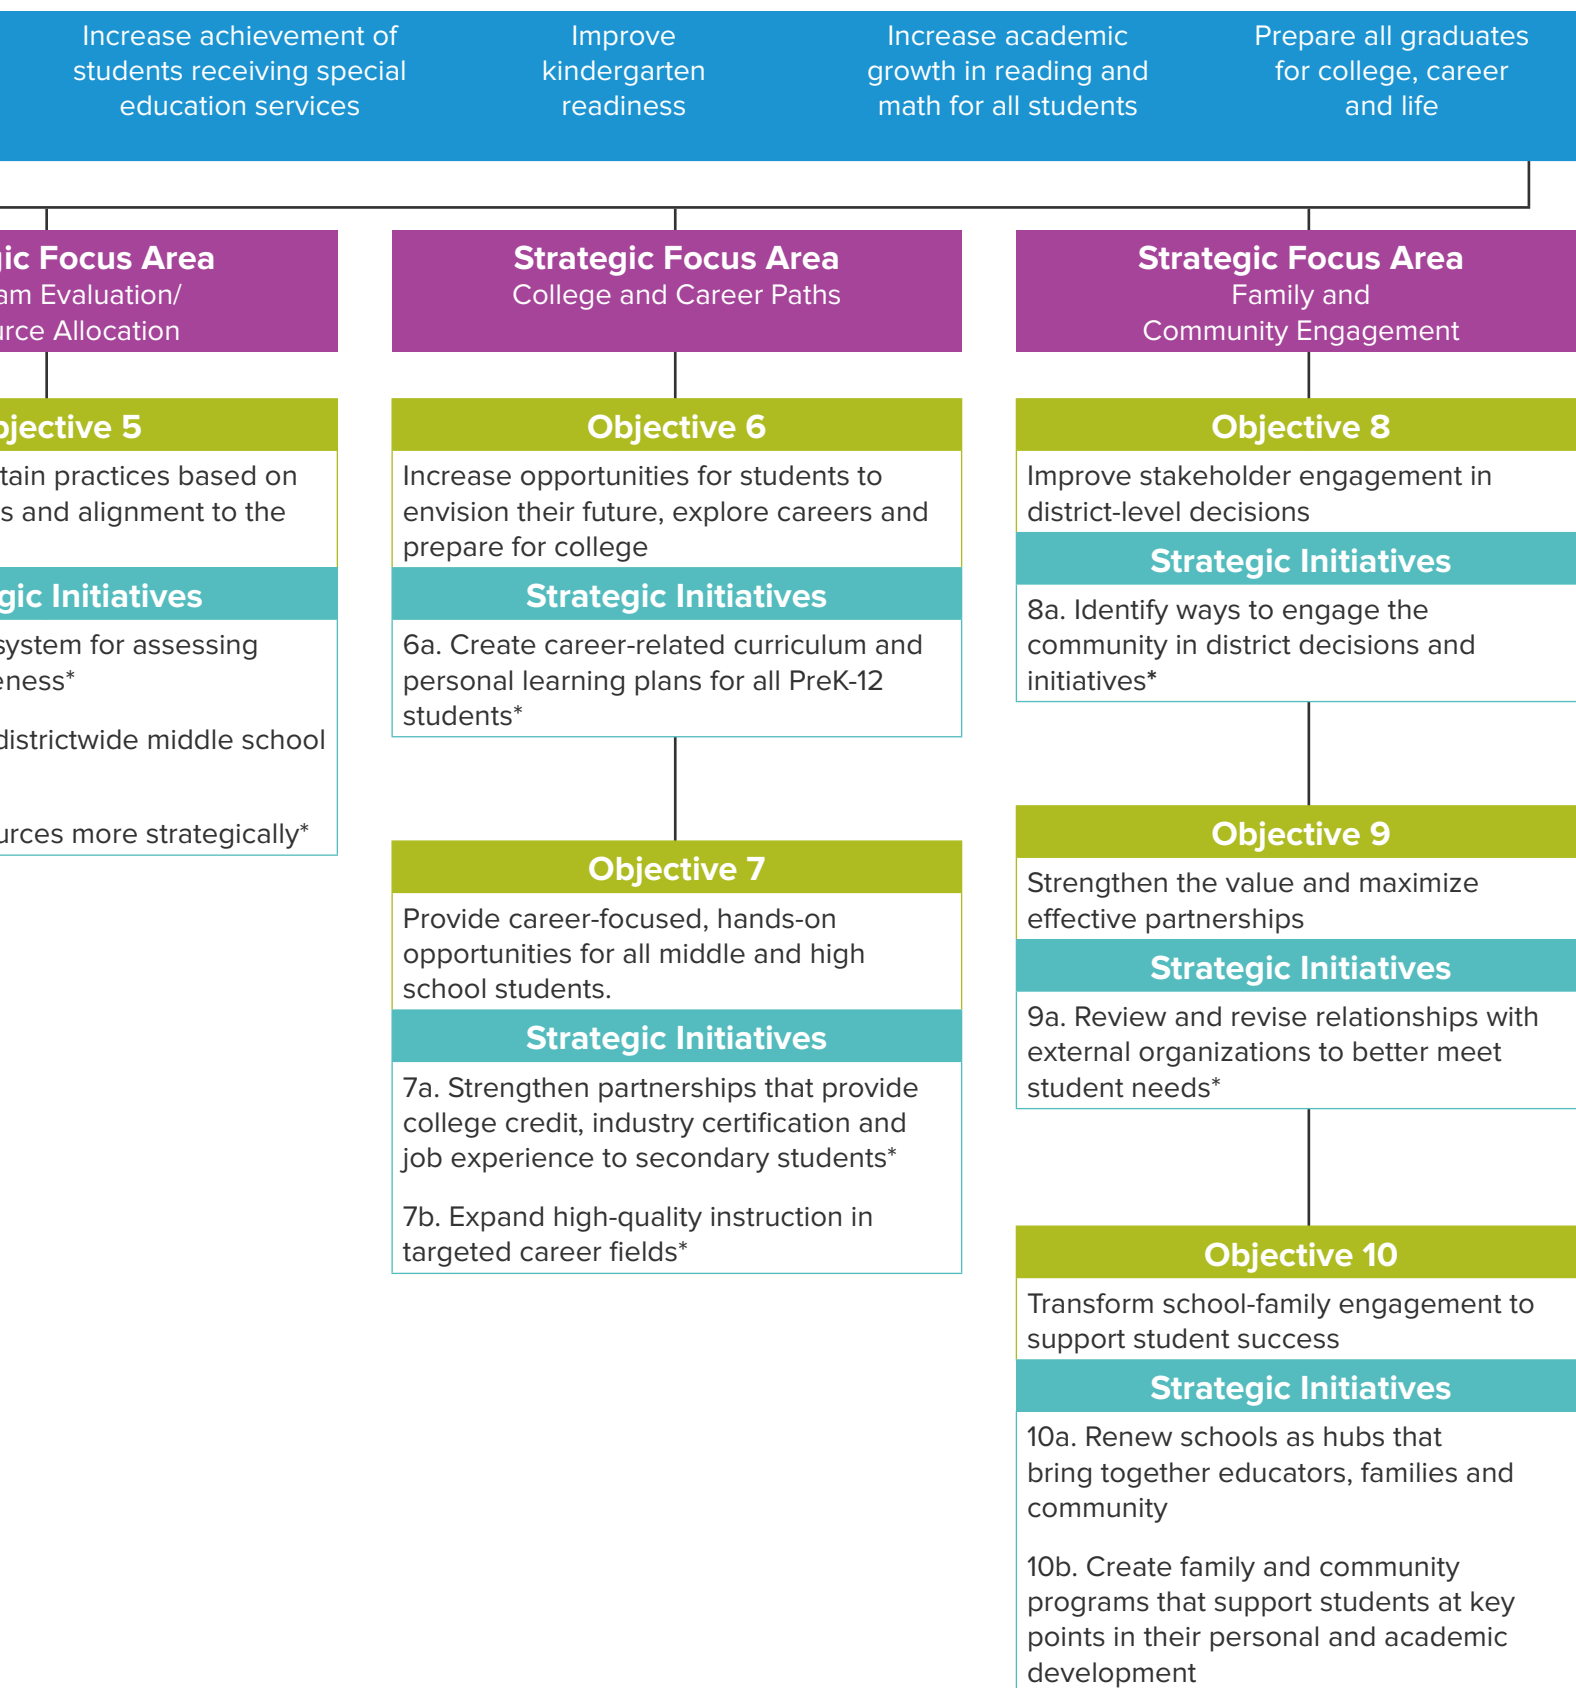 Increase achievement of
students receiving special
education services
Improve
kindergarten
readiness
Increase academic
growth in reading and
math for all students
Prepare all graduates
for college, career
and life
Focus Area
Evaluation/
Allocation
5
practices based on
and alignment to the
Initiatives
system for assessing
districtwide middle school
more strategically*
Strategic Focus Area
College and Career Paths
Objective 6
Increase opportunities for students to
envision their future, explore careers and
prepare for college
Strategic Initiatives
6a. Create career-related curriculum and
personal learning plans for all PreK-12
students*
Objective 7
Provide career-focused, hands-on
opportunities for all middle and high
school students.
Strategic Initiatives
7a. Strengthen partnerships that provide
college credit, industry certification and
job experience to secondary students*
7b. Expand high-quality instruction in
targeted career fields*
Strategic Focus Area
Family and
Community Engagement
Objective 8
Improve stakeholder engagement in
district-level decisions
Strategic Initiatives
8a. Identify ways to engage the
community in district decisions and
initiatives*
Objective 9
Strengthen the value and maximize
effective partnerships
Strategic Initiatives
9a. Review and revise relationships with
external organizations to better meet
student needs*
Objective 10
Transform school-family engagement to
support student success
Strategic Initiatives
10a. Renew schools as hubs that
bring together educators, families and
community
10b. Create family and community
programs that support students at key
points in their personal and academic
development